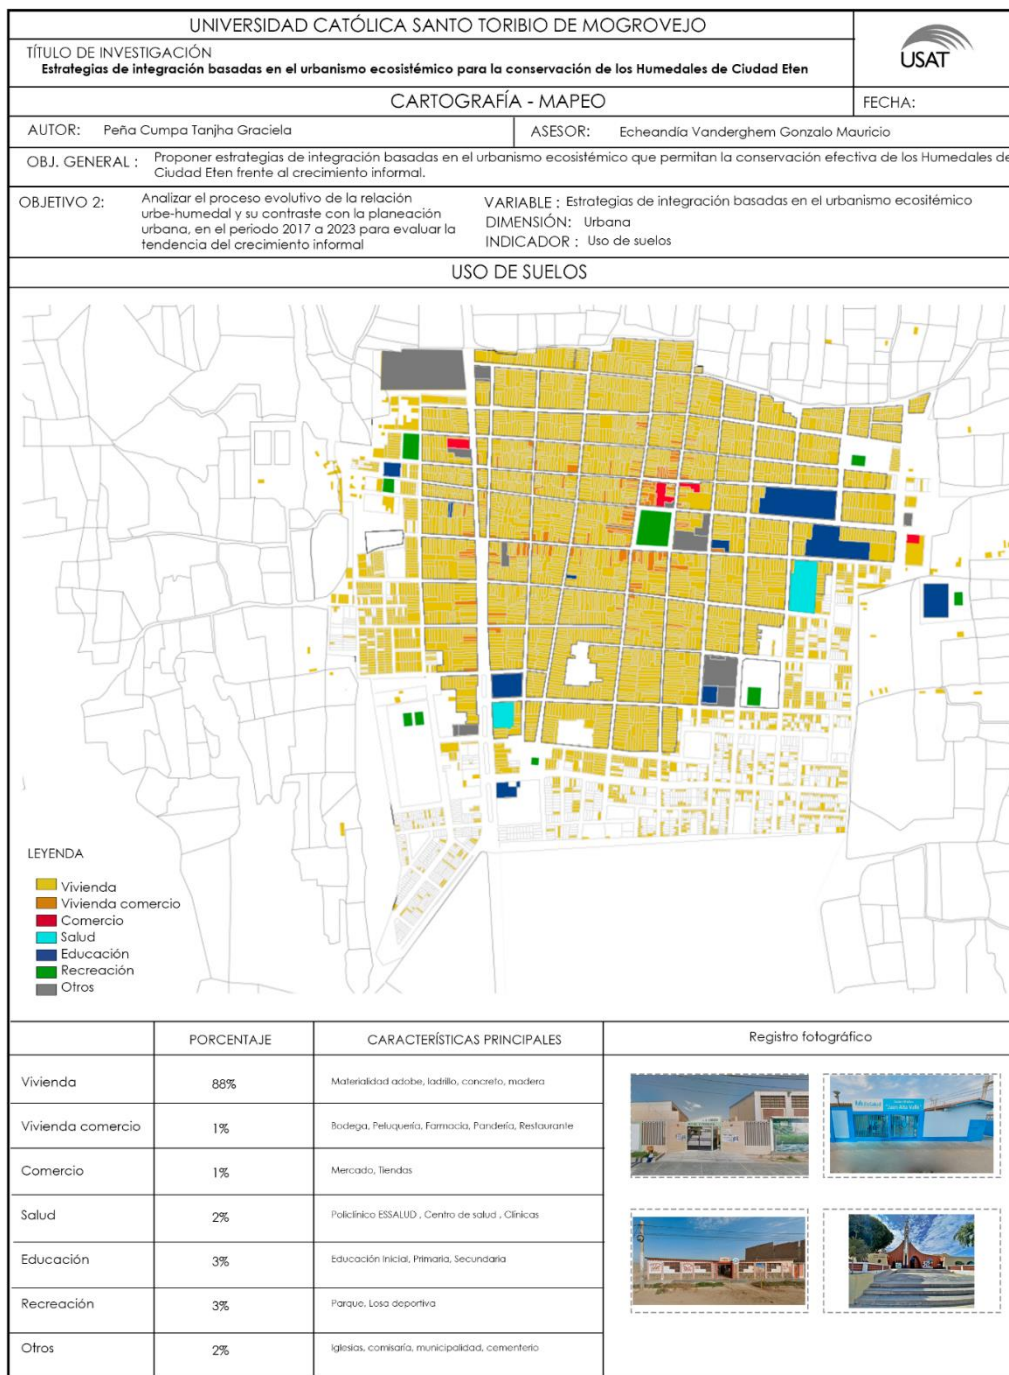 UNIVERSIDAD CATÓLICA SANTO TORIBIO DE MOGROVEJO
USAT
TÍTULO DE INVESTIGACIÓN
Estrategias de integración basadas en el urbanismo ecosistémico para la conservación de los Humedales de Ciudad Eten
CARTOGRAFÍA - MAPEO
FECHA:
AUTOR: Peña Cumpa Tanjha Graciela
ASESOR: Echeandía Vanderghem Gonzalo Mauricio
OBJ. GENERAL : Proponer estrategias de integración basadas en el urbanismo ecosistémico que permitan la conservación efectiva de los Humedales de
Ciudad Eten frente al crecimiento informal.
OBJETIVO 2: Analizar el proceso evolutivo de la relación
urbe-humedal y su contraste con la planeación
urbana, en el periodo 2017 a 2023 para evaluar la
tendencia del crecimiento informal
VARIABLE : Estrategias de integración basadas en el urbanismo ecositémico
DIMENSIÓN: Urbana
INDICADOR : Uso de suelos
USO DE SUELOS
LEYENDA
Vivienda
Vivienda comercio
Comercio
Salud
Educación
Recreación
Otros
PORCENTAJE CARACTERÍSTICAS PRINCIPALES Registro fotográfico
Vivienda 88% Materialidad adobe, ladrillo, concreto, madera
Vivienda comercio 1% Bodega, Peluquería, Farmacia, Pandería, Restaurante
Comercio 1% Mercado, Tiendas
Salud 2% Policlínico ESSALUD , Centro de salud , Clínicas
Educación 3% Educación Inicial, Primaria, Secundaria
Recreación 3% Parque, Losa deportiva
Otros 2% Iglesias, comisaría, municipalidad, cementerio